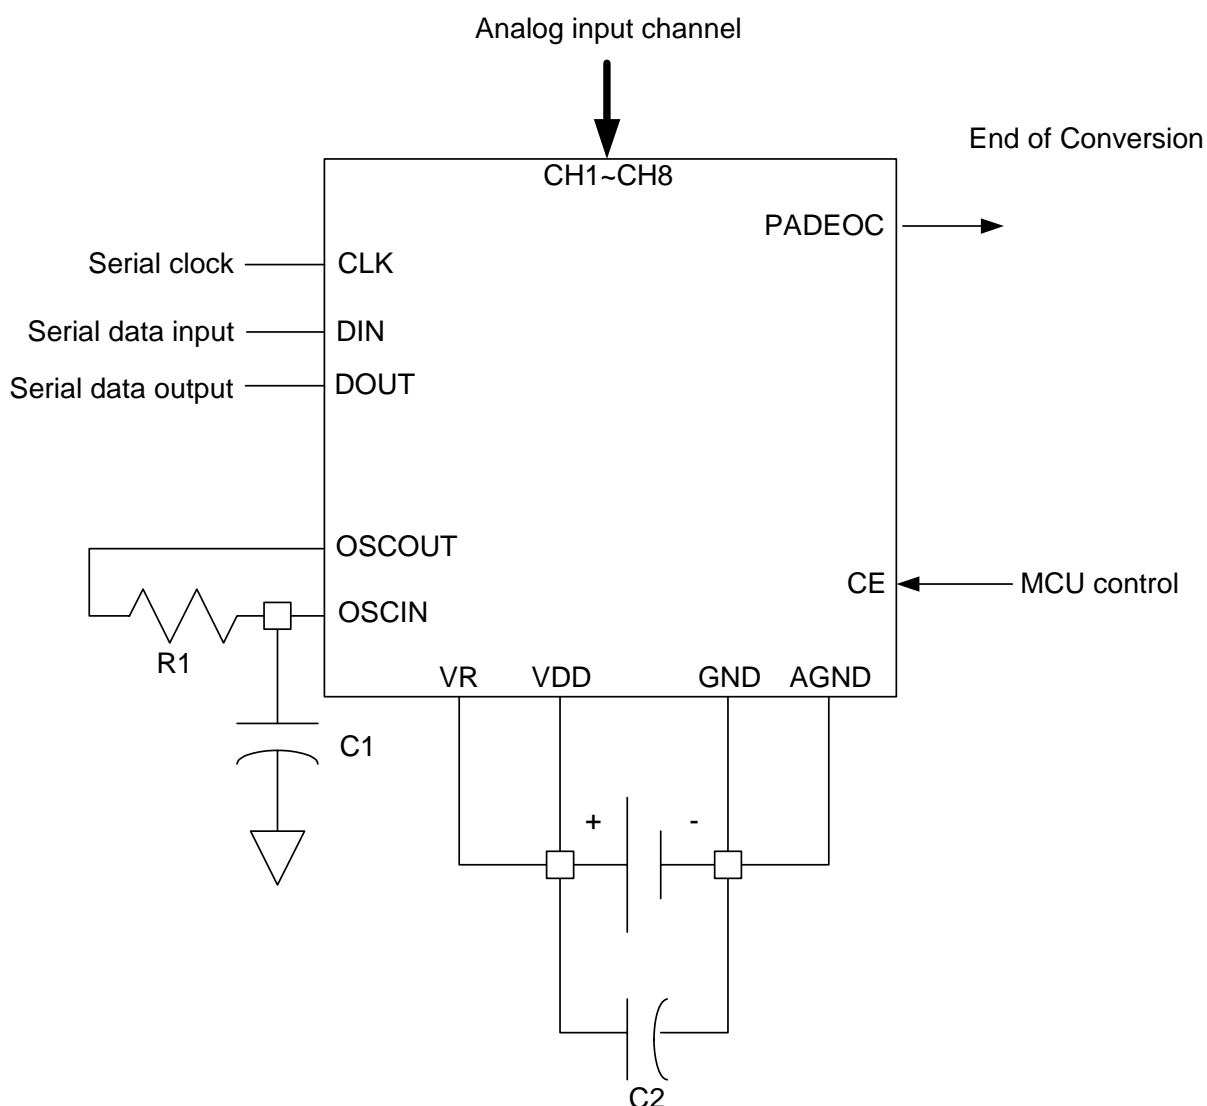 Analog input channel
End of Conversion
CH1~CH8
PADEOC
Serial clock
CLK
Serial data input
DIN
Serial data output
DOUT
OSCOUT
CE
MCU control
OSCIN
R1
VR
VDD
GND
AGND
C1
+
-
C2